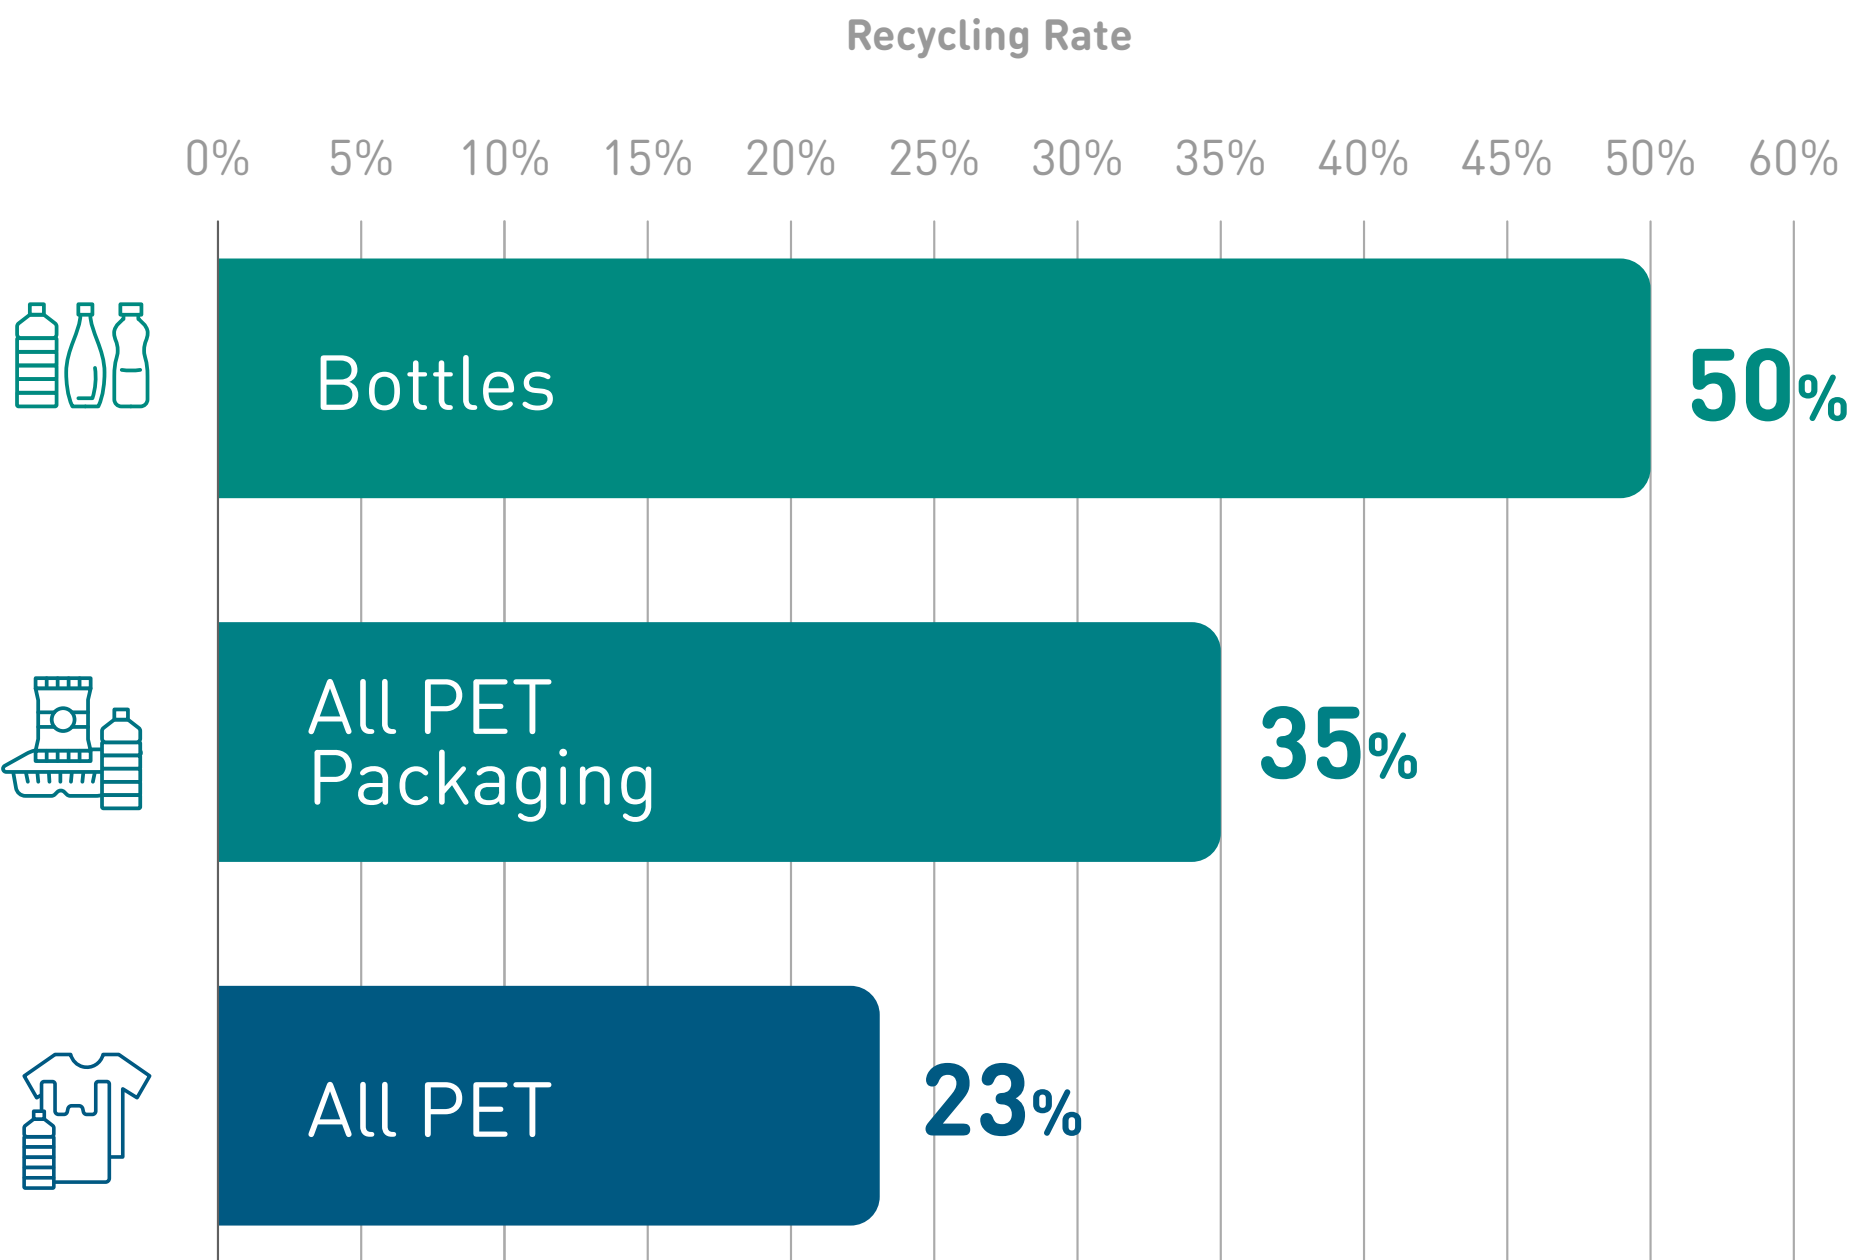 Recycling Rate
0% 5% 10% 15% 20% 25% 30% 35% 40% 45% 50% 60%
Bottles
50%
All PET
Packaging
35%
All PET
23%